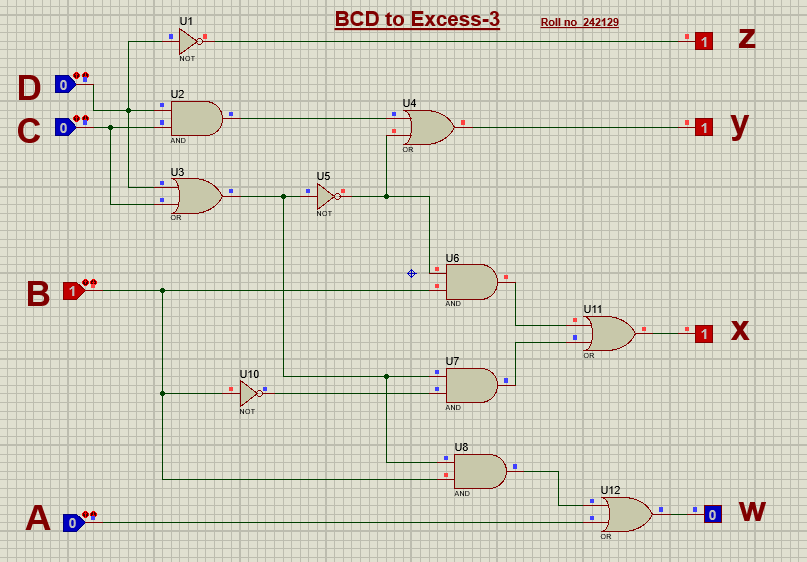 BCD to Excess-3
Roll no 242129
U1
NOT
1
z
D
0
U2
AND
C
0
U4
OR
1
y
U3
OR
U5
NOT
U6
AND
B
1
U11
OR
1
x
U7
AND
U10
NOT
U8
AND
U12
OR
A
0
0
w